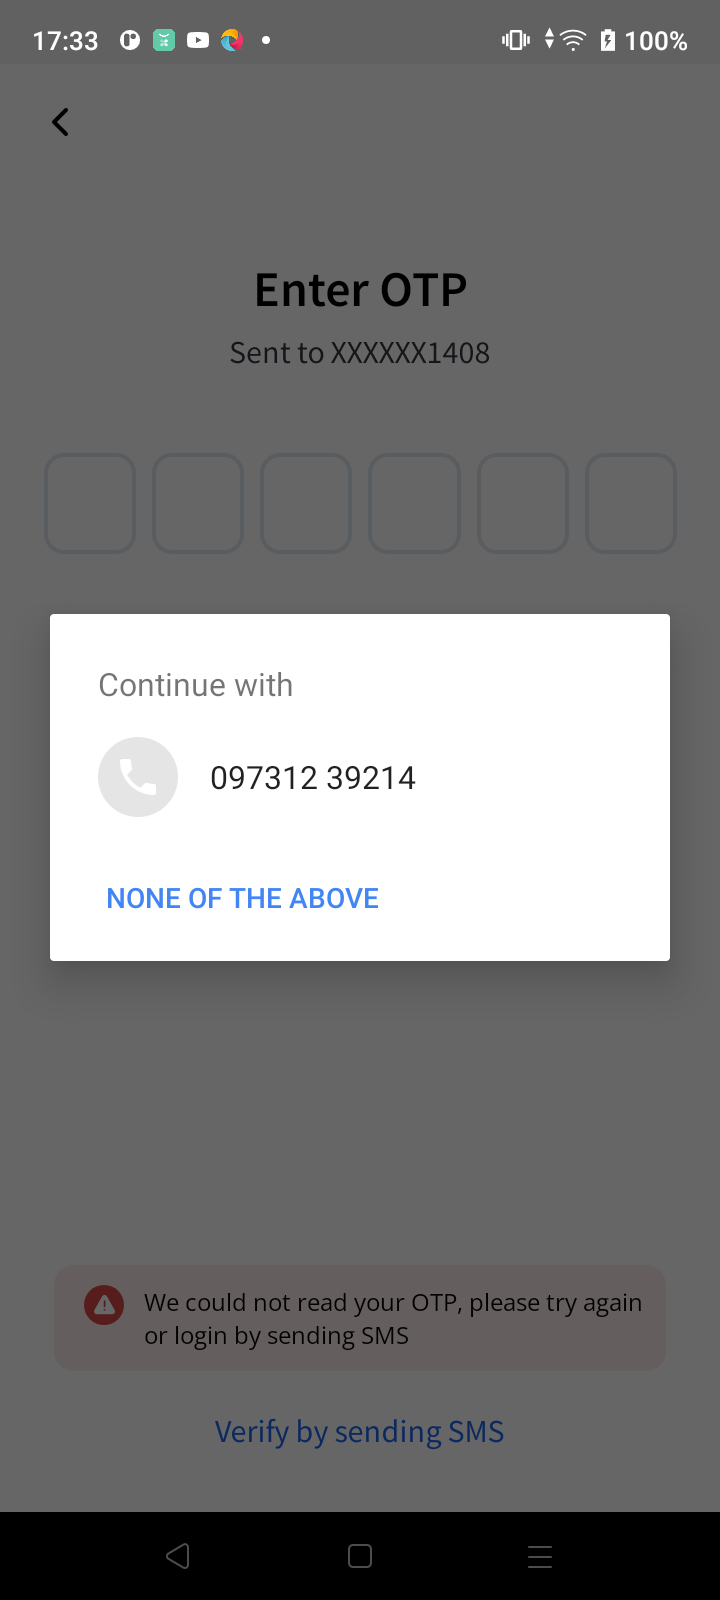 17:33
100%
Enter OTP
Sent to XXXXXX1408
Continue with
097312 39214
NONE OF THE ABOVE
We could not read your OTP, please try again
or login by sending SMS
Verify by sending SMS